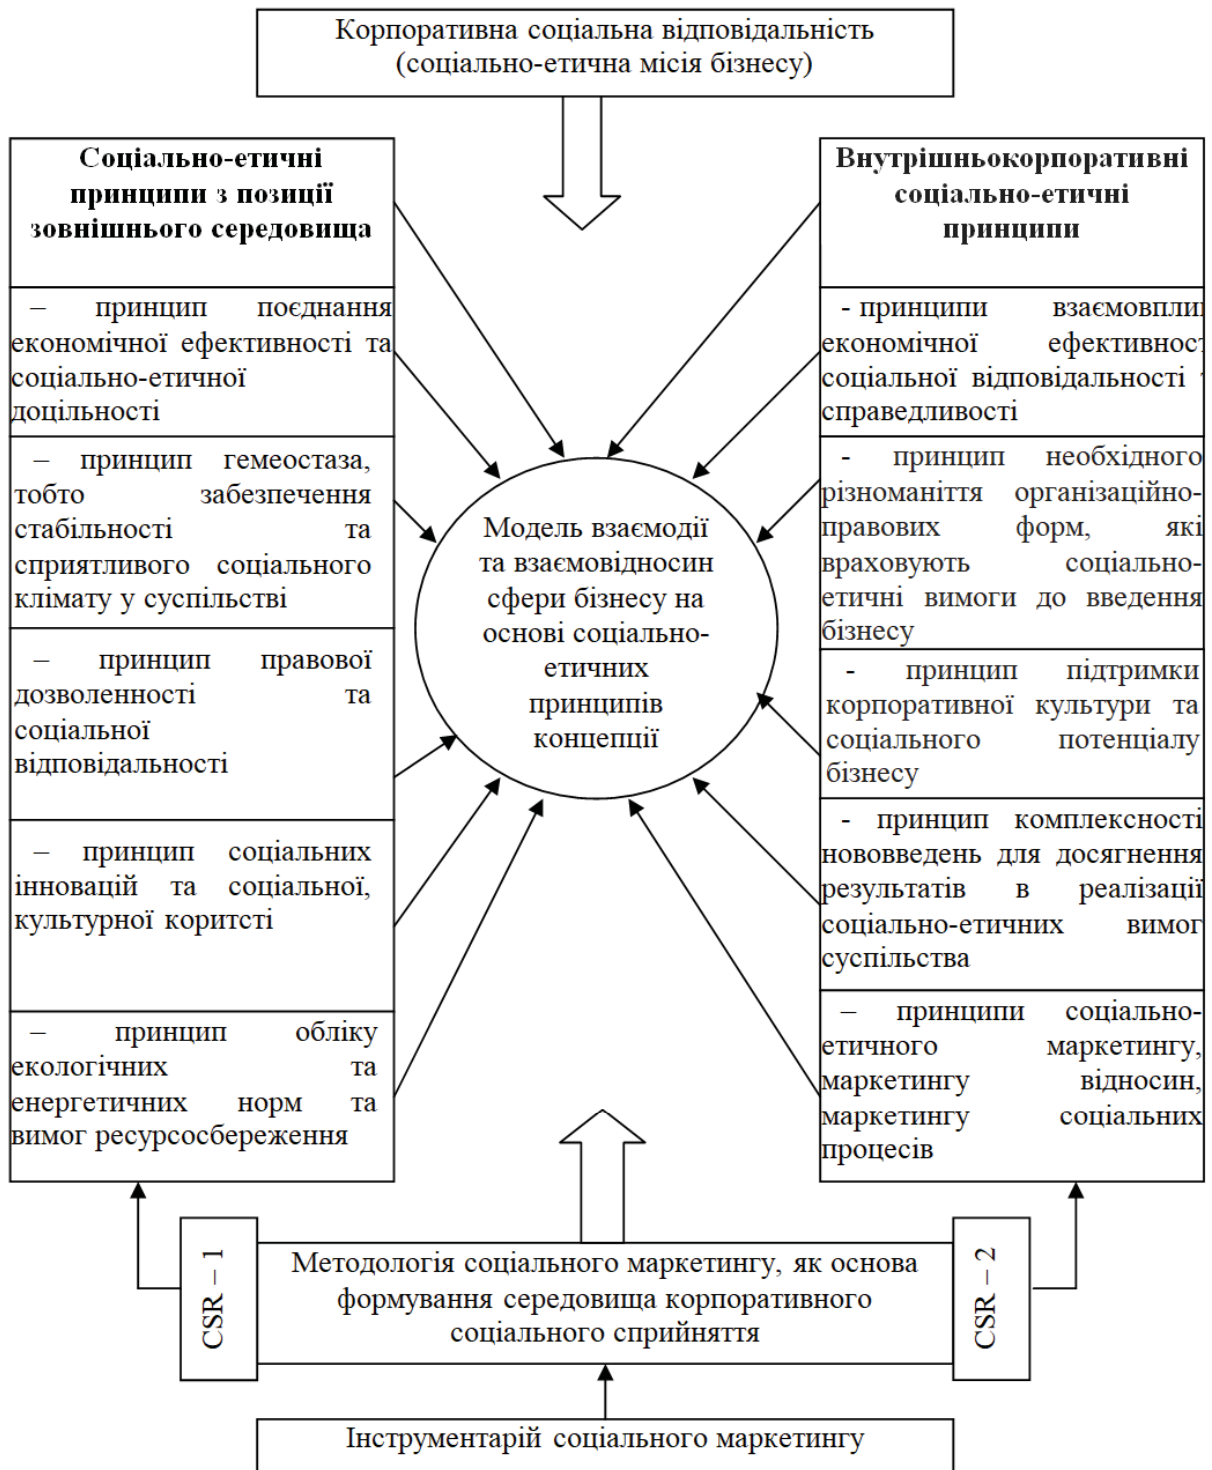 Корпоративна соціальна відповідальність
(соціально-етична місія бізнесу)
Соціально-етичні
принципи з позиції
зовнішнього середовища
– принцип поєднання
економічної ефективності та
соціально-етичної
доцільності
– принцип гемеостаза,
тобто забезпечення
стабільності та
сприятливого соціального
клімату у суспільстві
– принцип правової
дозволенності та
соціальної
відповідальності
– принцип соціальних
інновацій та соціальної,
культурної коритсті
– принцип обліку
екологічних та
енергетичних норм та
вимог ресурсосбереження
Модель взаємодії
та взаємовідносин
сфери бізнесу на
основі соціально-
етичних
принципів
концепції
Внутрішньокорпоративні
соціально-етичні
принципи
- принципи взаємовпли
економічної ефективност
соціальної відповідальності
справедливості
- принцип необхідного
різноманіття організаційно-
правових форм, які
враховують соціально-
етичні вимоги до введення
бізнесу
- принцип підтримки
корпоративної культури та
соціального потенціалу
бізнесу
- принцип комплексності
нововведень для досягнення
результатів в реалізації
соціально-етичних вимог
суспільства
– принципи соціально-
етичного маркетингу,
маркетингу відносин,
маркетингу соціальних
процесів
CSR – 1
Методологія соціального маркетингу, як основа
формування середовища корпоративного
соціального сприйняття
CSR – 2
Інструментарій соціального маркетингу